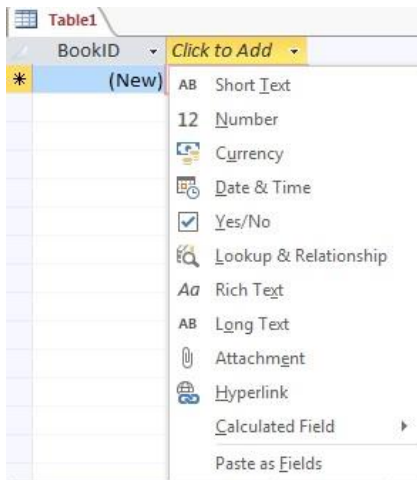 Table1
BookID Click to Add
* (New)
AB Short Text
12 Number
Currency
Date & Time
Yes/No
Lookup & Relationship
Aa Rich Text
AB Long Text
Attachment
Hyperlink
Calculated Field
Paste as Fields